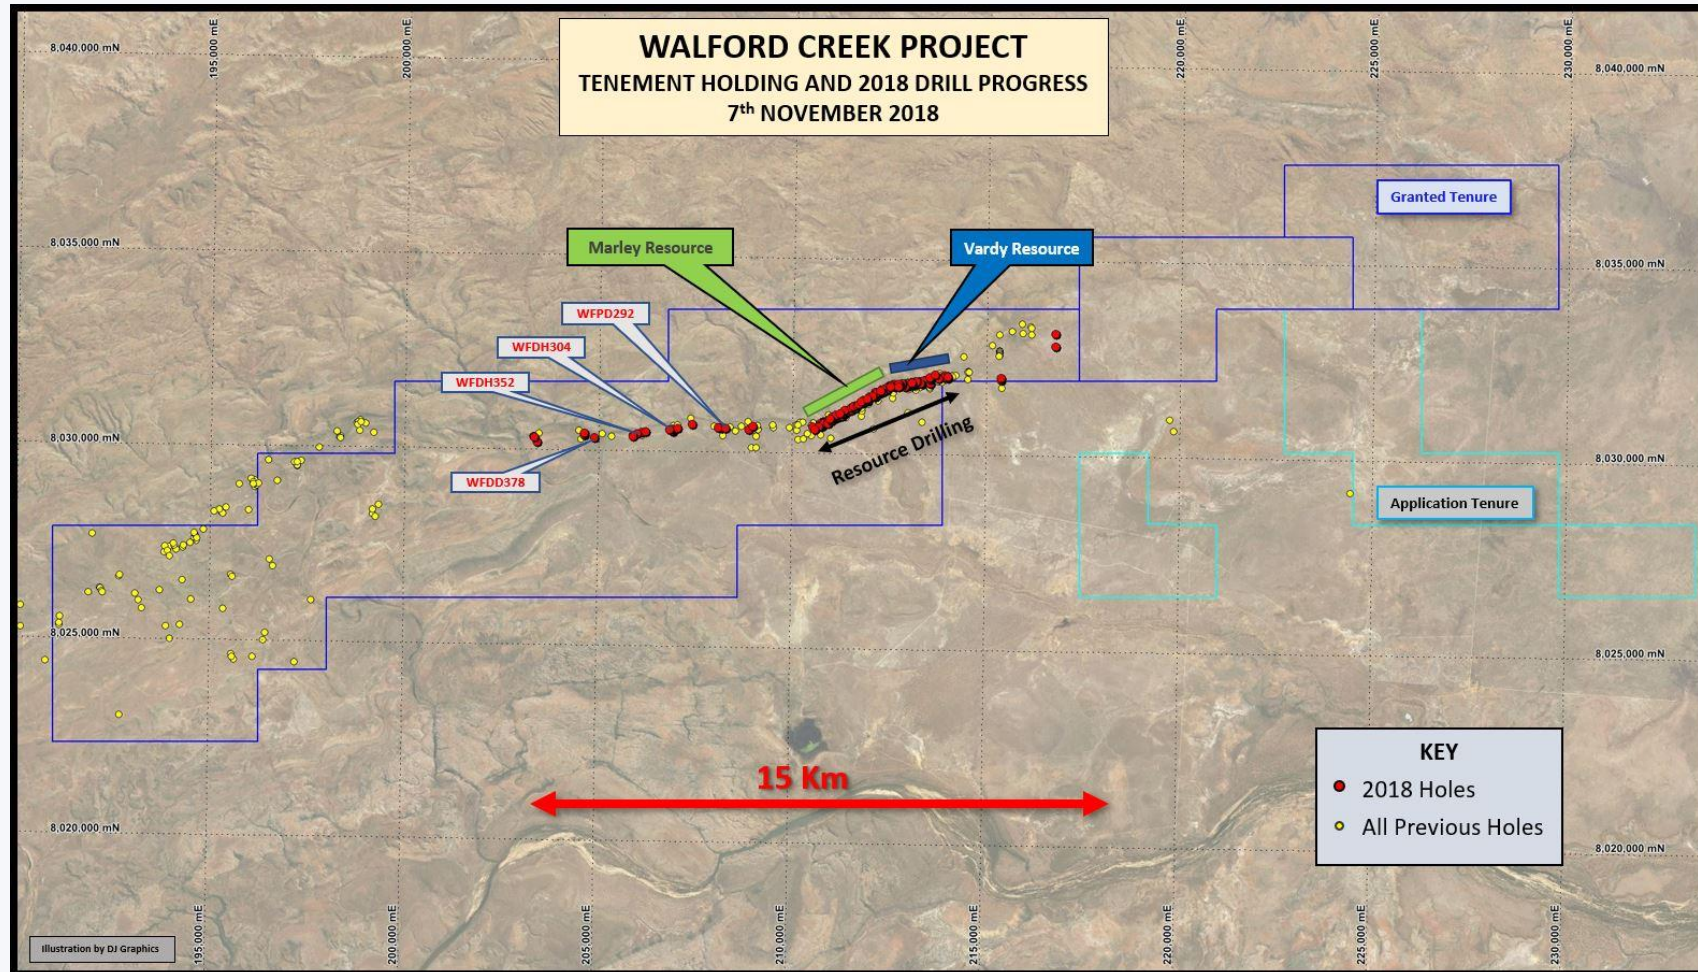 WALFORD CREEK PROJECT
TENEMENT HOLDING AND 2018 DRILL PROGRESS
7th NOVEMBER 2018
195,000 mE
200,000 mE
220,000 mE
225,000 mE
230,000 mE
8,040,000 mN
8,040,000 mN
Granted Tenure
8,035,000 mN
Marley Resource
Vardy Resource
8,035,000 mN
WFPD292
WFDH304
WFDH352
8,030,000 mN
Resource Drilling
8,030,000 mN
WFDD378
Application Tenure
8,025,000 mN
8,025,000 mN
15 Km
KEY
2018 Holes
All Previous Holes
8,020,000 mN
8,020,000 mN
195,000 mE
200,000 mE
205,000 mE
210,000 mE
215,000 mE
220,000 mE
225,000 mE
230,000 mE
Illustration by DJ Graphics